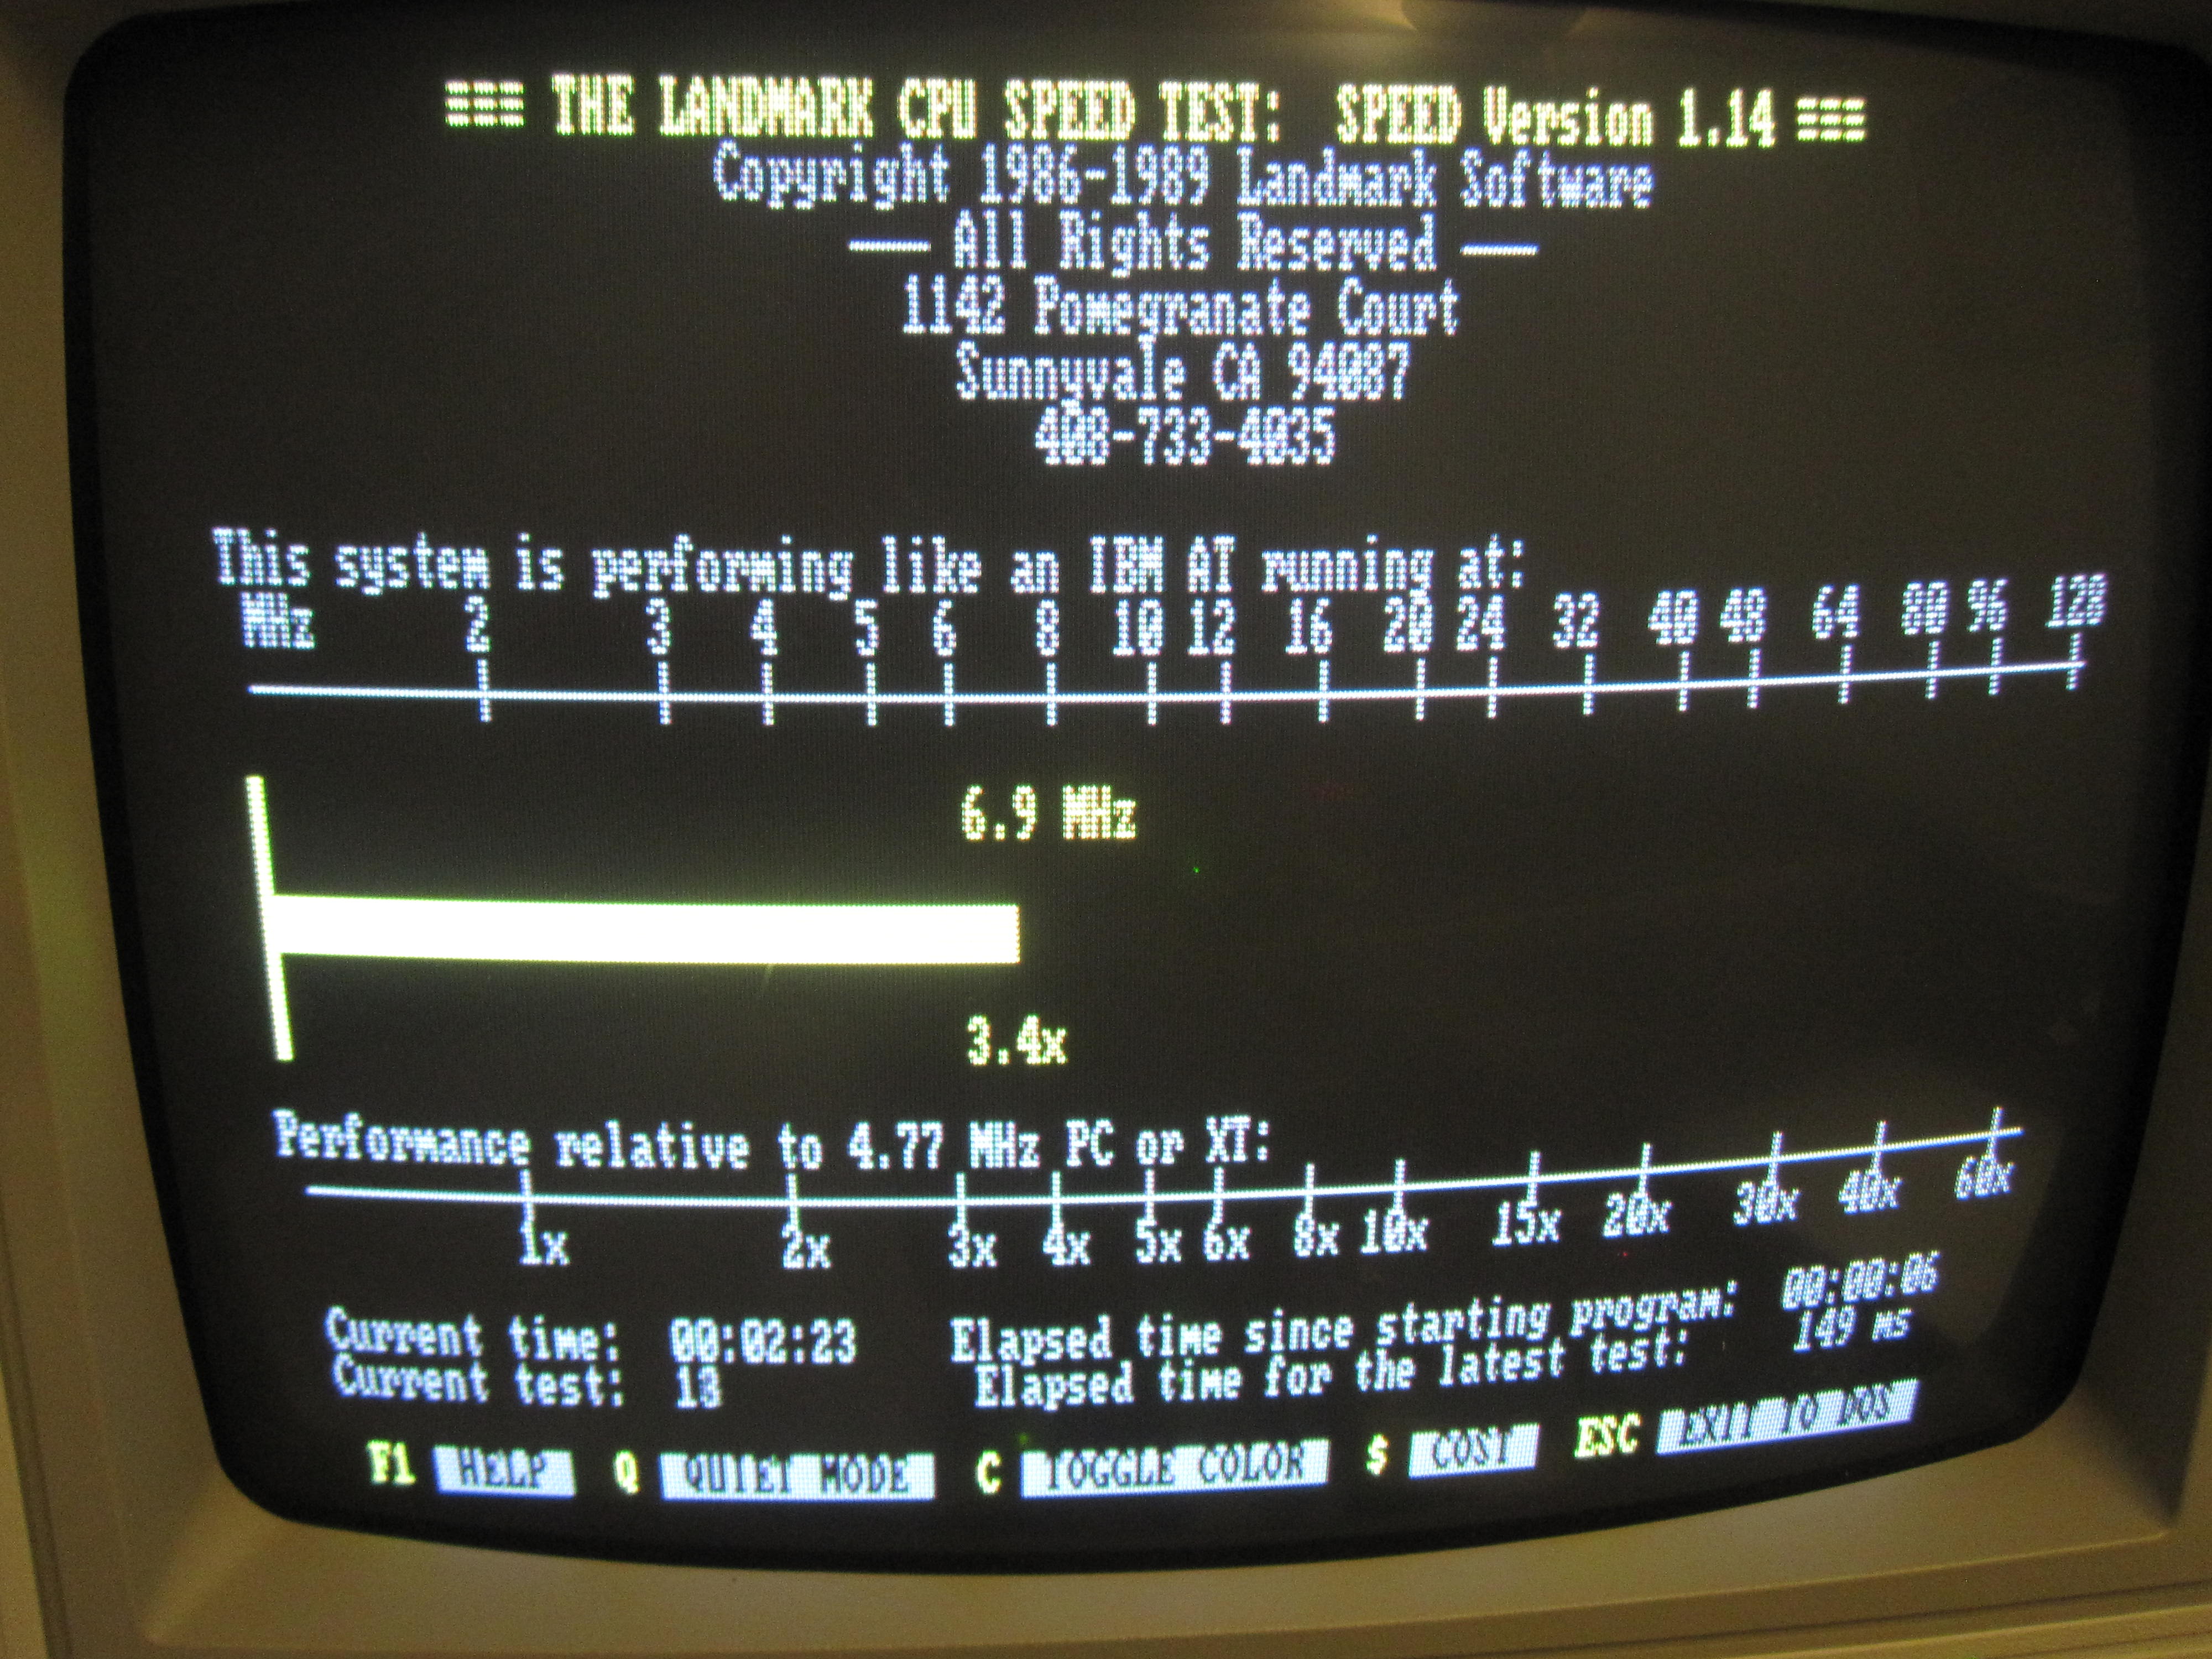 ≡≡≡ THE LANDMARK CPU SPEED TEST:  SPEED Version 1.14 ≡≡≡
Copyright 1986-1989 Landmark Software
── All Rights Reserved ──
1142 Pomegranate Court
Sunnyvale CA 94087
408-733-4035
This system is performing like an IBM AT running at:
MHz 2 3 4 5 6 8 10 12 16 20 24 32 40 48 64 80 96 128
6.9 MHz
3.4x
Performance relative to 4.77 MHz PC or XT:
1x 2x 3x 4x 5x 6x 8x 10x 15x 20x 30x 40x 60x
Current time: 00:02:23 Elapsed time since starting program: 00:00:06
Current test: 13 Elapsed time for the latest test: 149 ms
F1 HELP Q QUIET MODE C TOGGLE COLOR $ COST ESC EXIT TO DOS